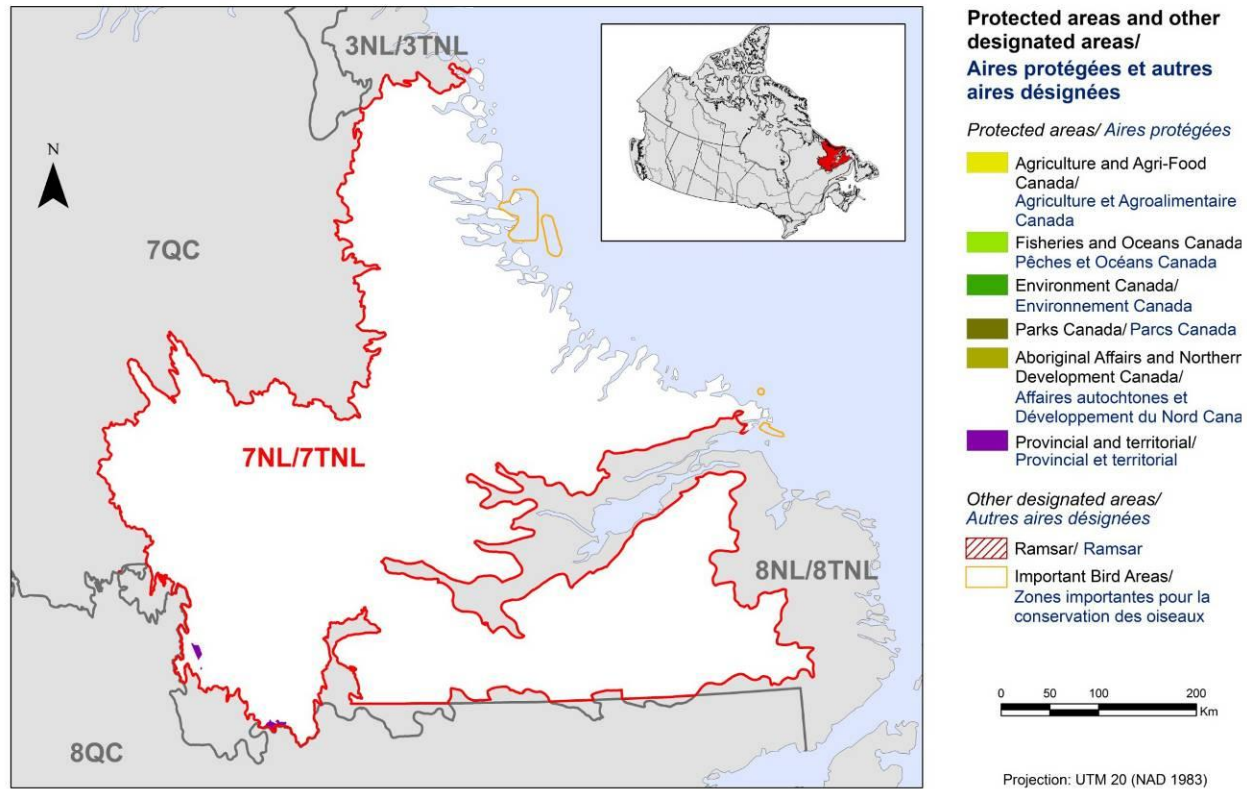 3NL/3TNL
N
7QC
7NL/7TNL
8NL/8TNL
8QC
Protected areas and other
designated areas/
Aires protégées et autres
aires désignées
Protected areas/ Aires protégées
Agriculture and Agri-Food
Canada/
Agriculture et Agroalimentaire
Canada
Fisheries and Oceans Canada
Pêches et Océans Canada
Environment Canada/
Environnement Canada
Parks Canada/ Parcs Canada
Aboriginal Affairs and Northern
Development Canada/
Affaires autochtones et
Développement du Nord Cana
Provincial and territorial/
Provincial et territorial
Other designated areas/
Autres aires désignées
Ramsar/ Ramsar
Important Bird Areas/
Zones importantes pour la
conservation des oiseaux
0 50 100 200
Km
Projection: UTM 20 (NAD 1983)